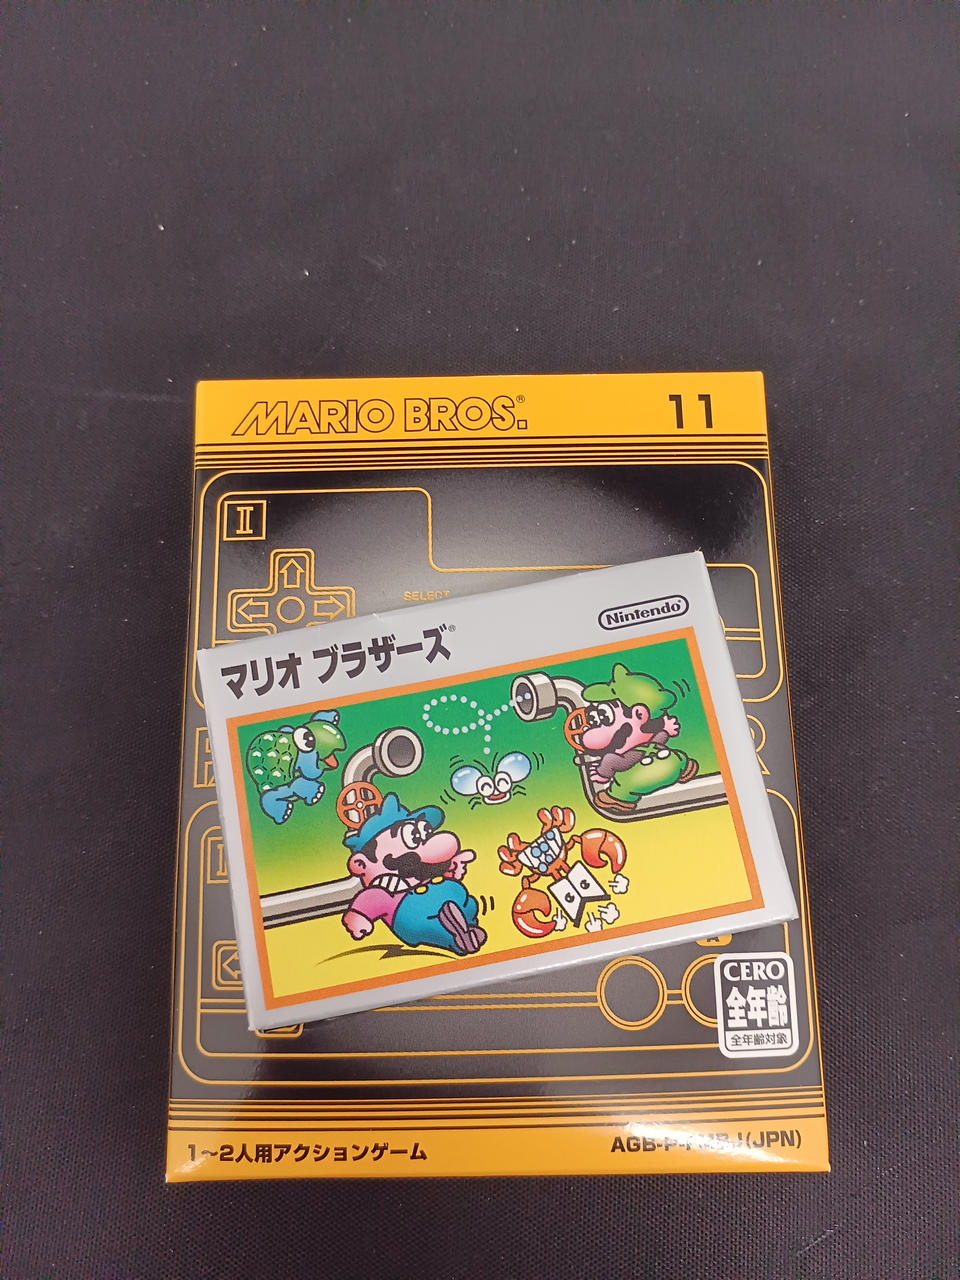 MARIO BROS.®
11
II
SELECT
Nintendo®
マリオ ブラザーズ®
CERO
全年齢
全年齢対象
1〜2人用アクションゲーム
(JPN)